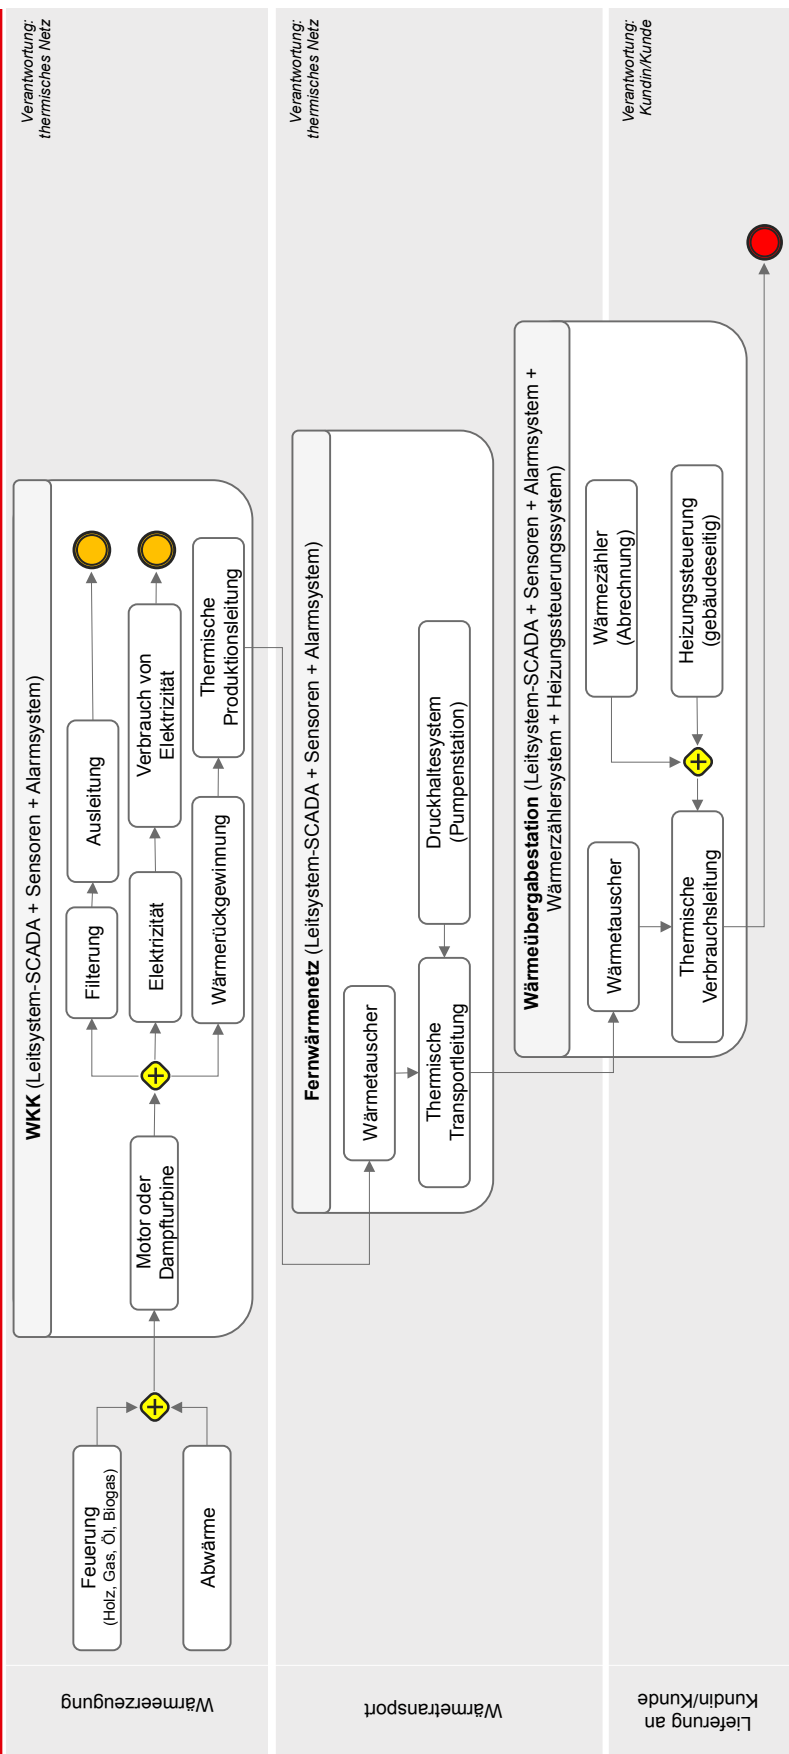 Wärmeerzeugung
Verantwortung:
thermisches Netz
Feuerung
(Holz, Gas, Öl, Biogas)
Abwärme
WKK (Leitsystem-SCADA + Sensoren + Alarmsystem)
Motor oder
Dampfturbine
Filterung
Ausleitung
Elektrizität
Verbrauch von
Elektrizität
Wärmerückgewinnung
Thermische
Produktionsleitung
Wärmetransport
Verantwortung:
thermisches Netz
Fernwärmenetz (Leitsystem-SCADA + Sensoren + Alarmsystem)
Wärmetauscher
Thermische
Transportleitung
Druckhaltesystem
(Pumpenstation)
Lieferung an
Kundin/Kunde
Verantwortung:
Kundin/Kunde
Wärmeübergabestation (Leitsystem-SCADA + Sensoren + Alarmsystem +
Wärmerzählersystem + Heizungssteuerungssystem)
Wärmetauscher
Thermische
Verbrauchsleitung
Wärmezähler
(Abrechnung)
Heizungssteuerung
(gebäudeseitig)